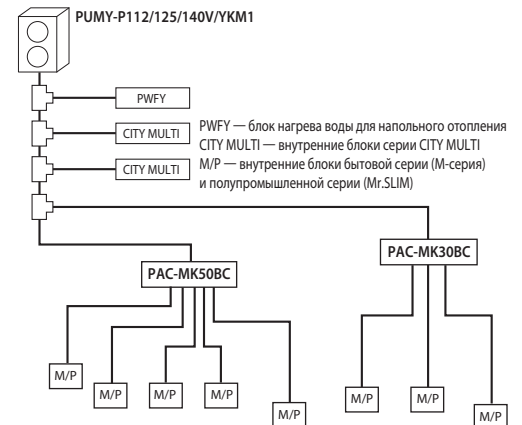 PUMY-P112/125/140V/YKM1
PWFY
CITY MULTI
CITY MULTI
PWFY — блок нагрева воды для напольного отопления
CITY MULTI — внутренние блоки серии CITY MULTI
M/P — внутренние блоки бытовой серии (М-серия)
и полупромышленной серии (Mr.SLIM)
PAC-MK50BC
PAC-MK30BC
M/P
M/P
M/P
M/P
M/P
M/P
M/P
M/P